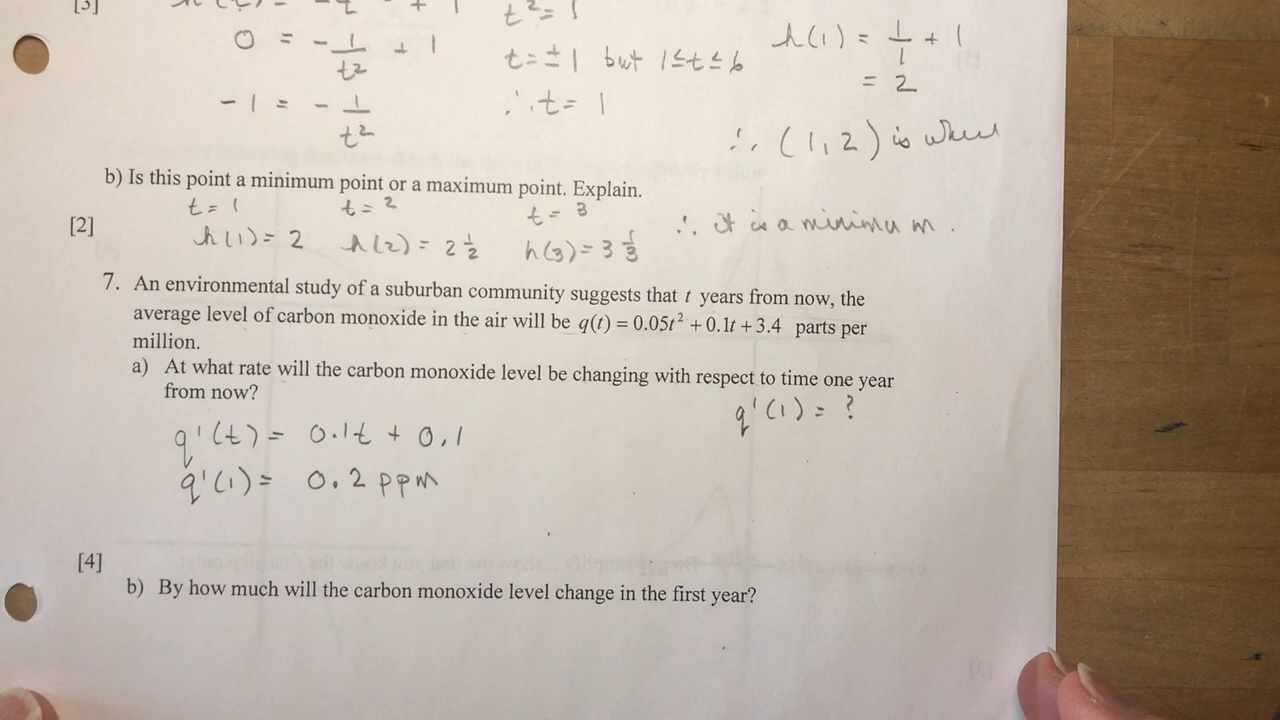 [3]
t² = 1
0 = - 1/t² + 1
t = ± 1 but 1 ≤ t ≤ 6
h(1) = 1/1 + 1
= 2
- 1 = - 1/t²
∴ t = 1
∴ (1, 2) is where
b) Is this point a minimum point or a maximum point. Explain.
t = 1 t = 2 t = 3
[2]
h(1) = 2 h(2) = 2 1/2 h(3) = 3 1/3 ∴ it is a minimum.
7. An environmental study of a suburban community suggests that t years from now, the
average level of carbon monoxide in the air will be q(t) = 0.05t² + 0.1t + 3.4 parts per
million.
a) At what rate will the carbon monoxide level be changing with respect to time one year
from now?
q'(1) = ?
q'(t) = 0.1t + 0.1
q'(1) = 0.2 ppm
[4]
b) By how much will the carbon monoxide level change in the first year?